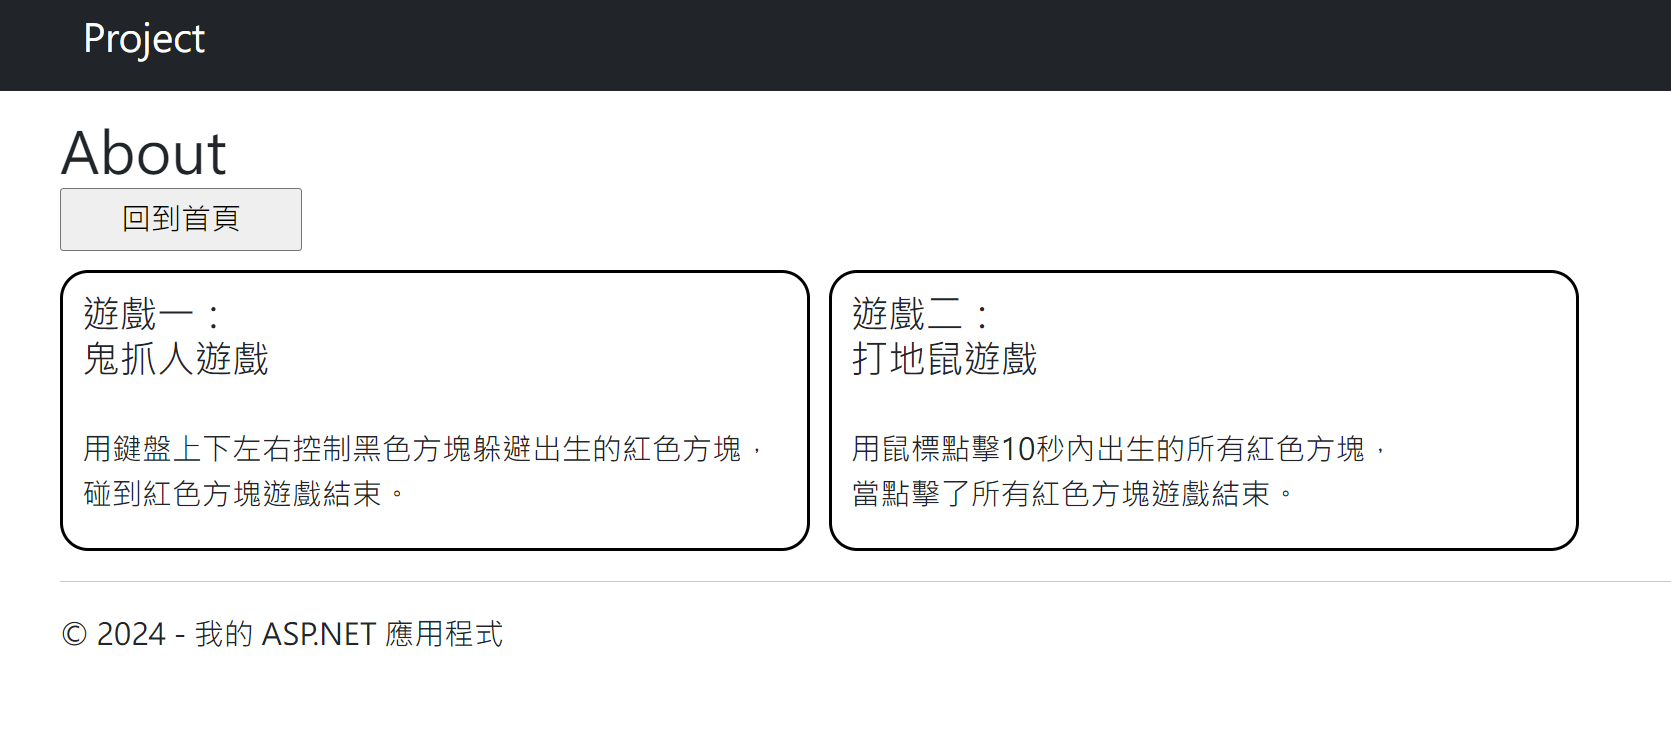 Project
About
回到首頁
遊戲一：
鬼抓人遊戲
用鍵盤上下左右控制黑色方塊躲避出生的紅色方塊，
碰到紅色方塊遊戲結束。
遊戲二：
打地鼠遊戲
用鼠標點擊10秒內出生的所有紅色方塊，
當點擊了所有紅色方塊遊戲結束。
© 2024 - 我的 ASP.NET 應用程式